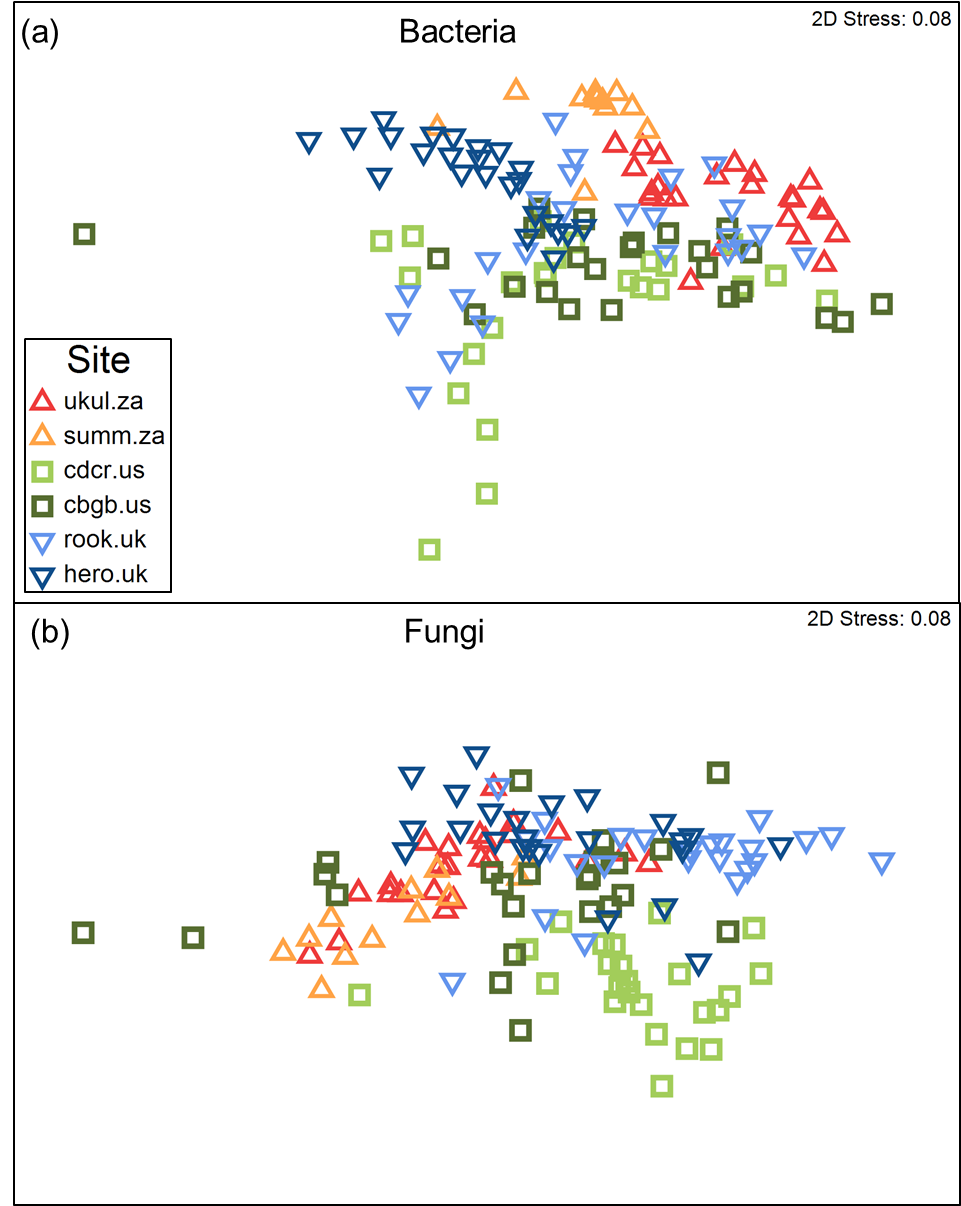 (a)
Bacteria
2D Stress: 0.08
Site
ukul.za
summ.za
cdcr.us
cbgb.us
rook.uk
hero.uk
(b)
Fungi
2D Stress: 0.08